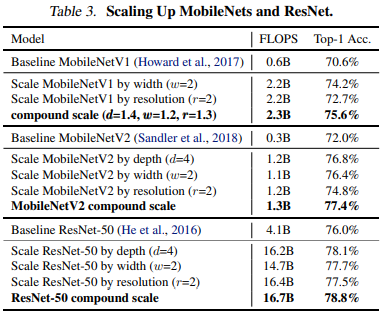 Table 3. Scaling Up MobileNets and ResNet.
Model FLOPS Top-1 Acc.
Baseline MobileNetV1 (Howard et al., 2017) 0.6B 70.6%
Scale MobileNetV1 by width (w=2) 2.2B 74.2%
Scale MobileNetV1 by resolution (r=2) 2.2B 72.7%
compound scale (d=1.4, w=1.2, r=1.3) 2.3B 75.6%
Baseline MobileNetV2 (Sandler et al., 2018) 0.3B 72.0%
Scale MobileNetV2 by depth (d=4) 1.2B 76.8%
Scale MobileNetV2 by width (w=2) 1.1B 76.4%
Scale MobileNetV2 by resolution (r=2) 1.2B 74.8%
MobileNetV2 compound scale 1.3B 77.4%
Baseline ResNet-50 (He et al., 2016) 4.1B 76.0%
Scale ResNet-50 by depth (d=4) 16.2B 78.1%
Scale ResNet-50 by width (w=2) 14.7B 77.7%
Scale ResNet-50 by resolution (r=2) 16.4B 77.5%
ResNet-50 compound scale 16.7B 78.8%